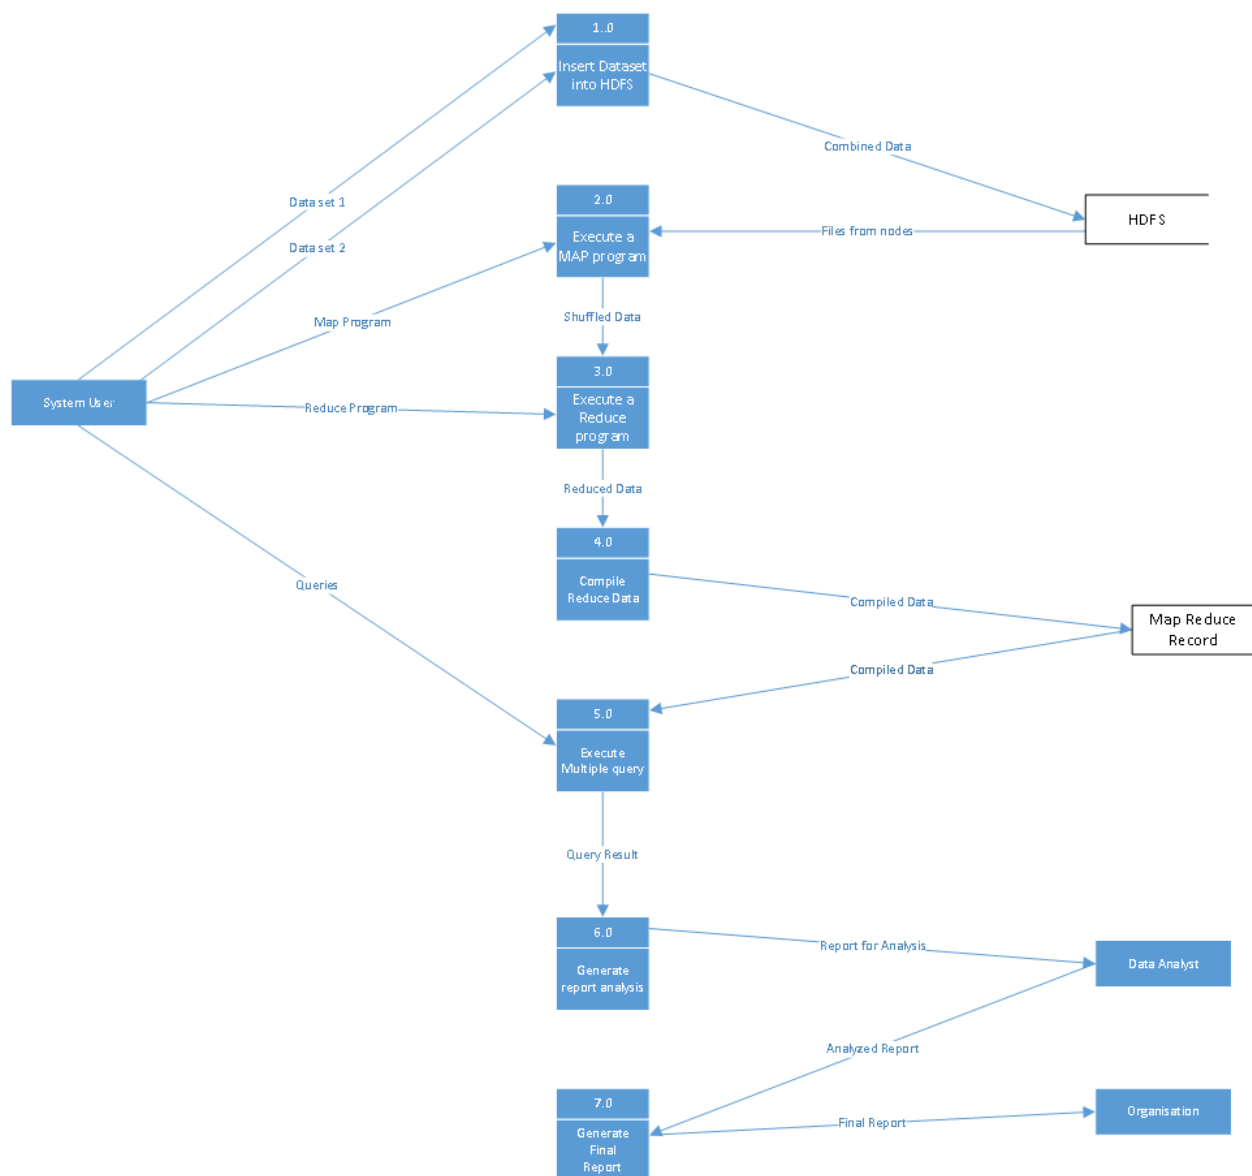 1..0
Insert Dataset
into HDFS
Combined Data
Data set 1
2.0
HDFS
Files from nodes
Execute a
MAP program
Data set 2
Shuffled Data
Map Program
3.0
System User
Execute a
Reduce
program
Reduce Program
Reduced Data
4.0
Compile
Reduce Data
Queries
Compiled Data
Map Reduce
Record
Compiled Data
5.0
Execute
Multiple query
Query Result
6.0
Report for Analysis
Generate
report analysis
Data Analyst
Analyzed Report
7.0
Generate
Final
Report
Final Report
Organisation